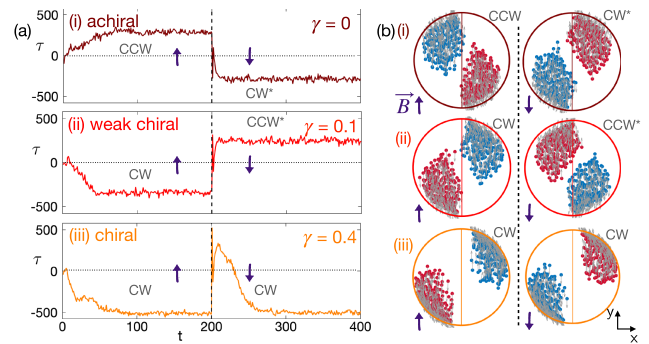 (a)
(i) achiral
γ = 0
500
τ
0
500
CCW
CW*
(ii) weak chiral
γ = 0.1
500
τ
0
-500
CW
CCW*
(iii) chiral
γ = 0.4
500
τ
0
-500
CW
CW
0
100
200
300
400
t
(b)
(i)
CCW
CW*
B
(ii)
CW
CCW*
(iii)
CW
CW
y
x